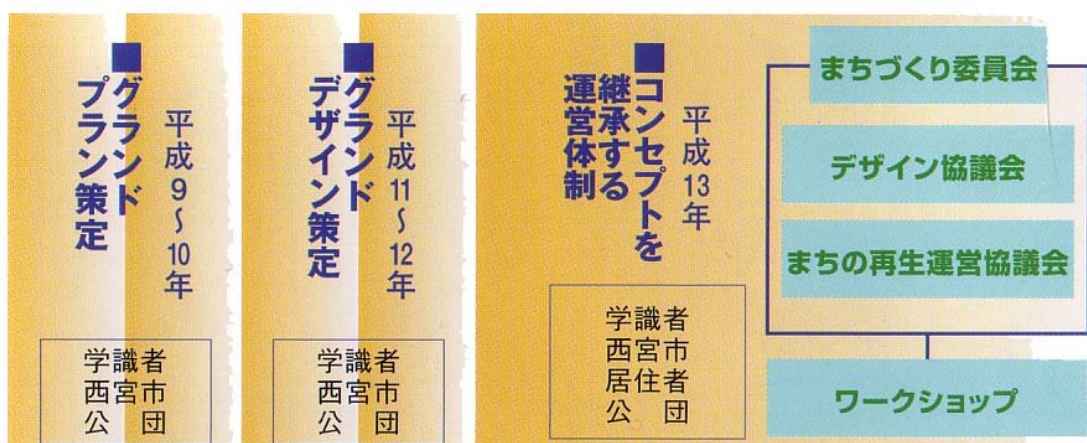 ■グランド
プラン策定
平成9～10年
学識者
西宮市
公　団
■グランド
デザイン策定
平成11～12年
学識者
西宮市
公　団
■コンセプトを
継承する
運営体制
平成13年
学識者
西宮市
居住者
公　団
まちづくり委員会
デザイン協議会
まちの再生運営協議会
ワークショップ